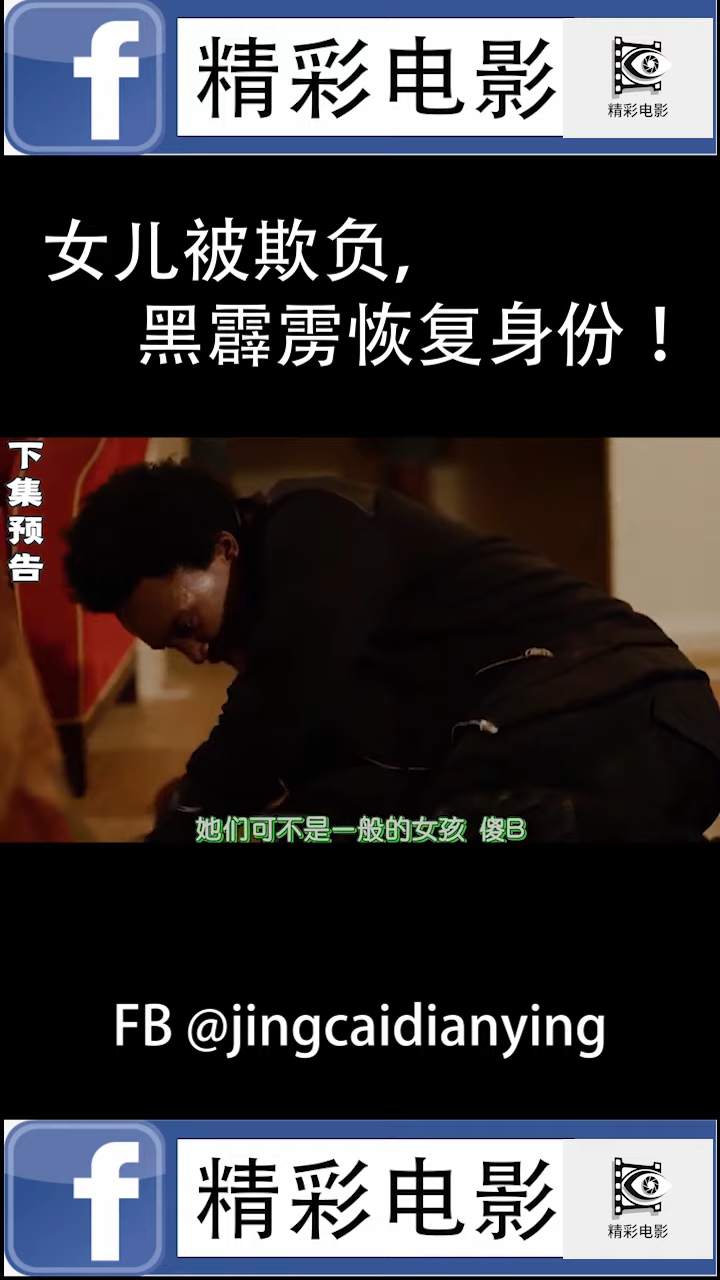 f 精彩电影
精彩电影
女儿被欺负,
黑霹雳恢复身份！
下集预告
她们可不是一般的女孩 傻B
FB @jingcaidianying
f 精彩电影
精彩电影